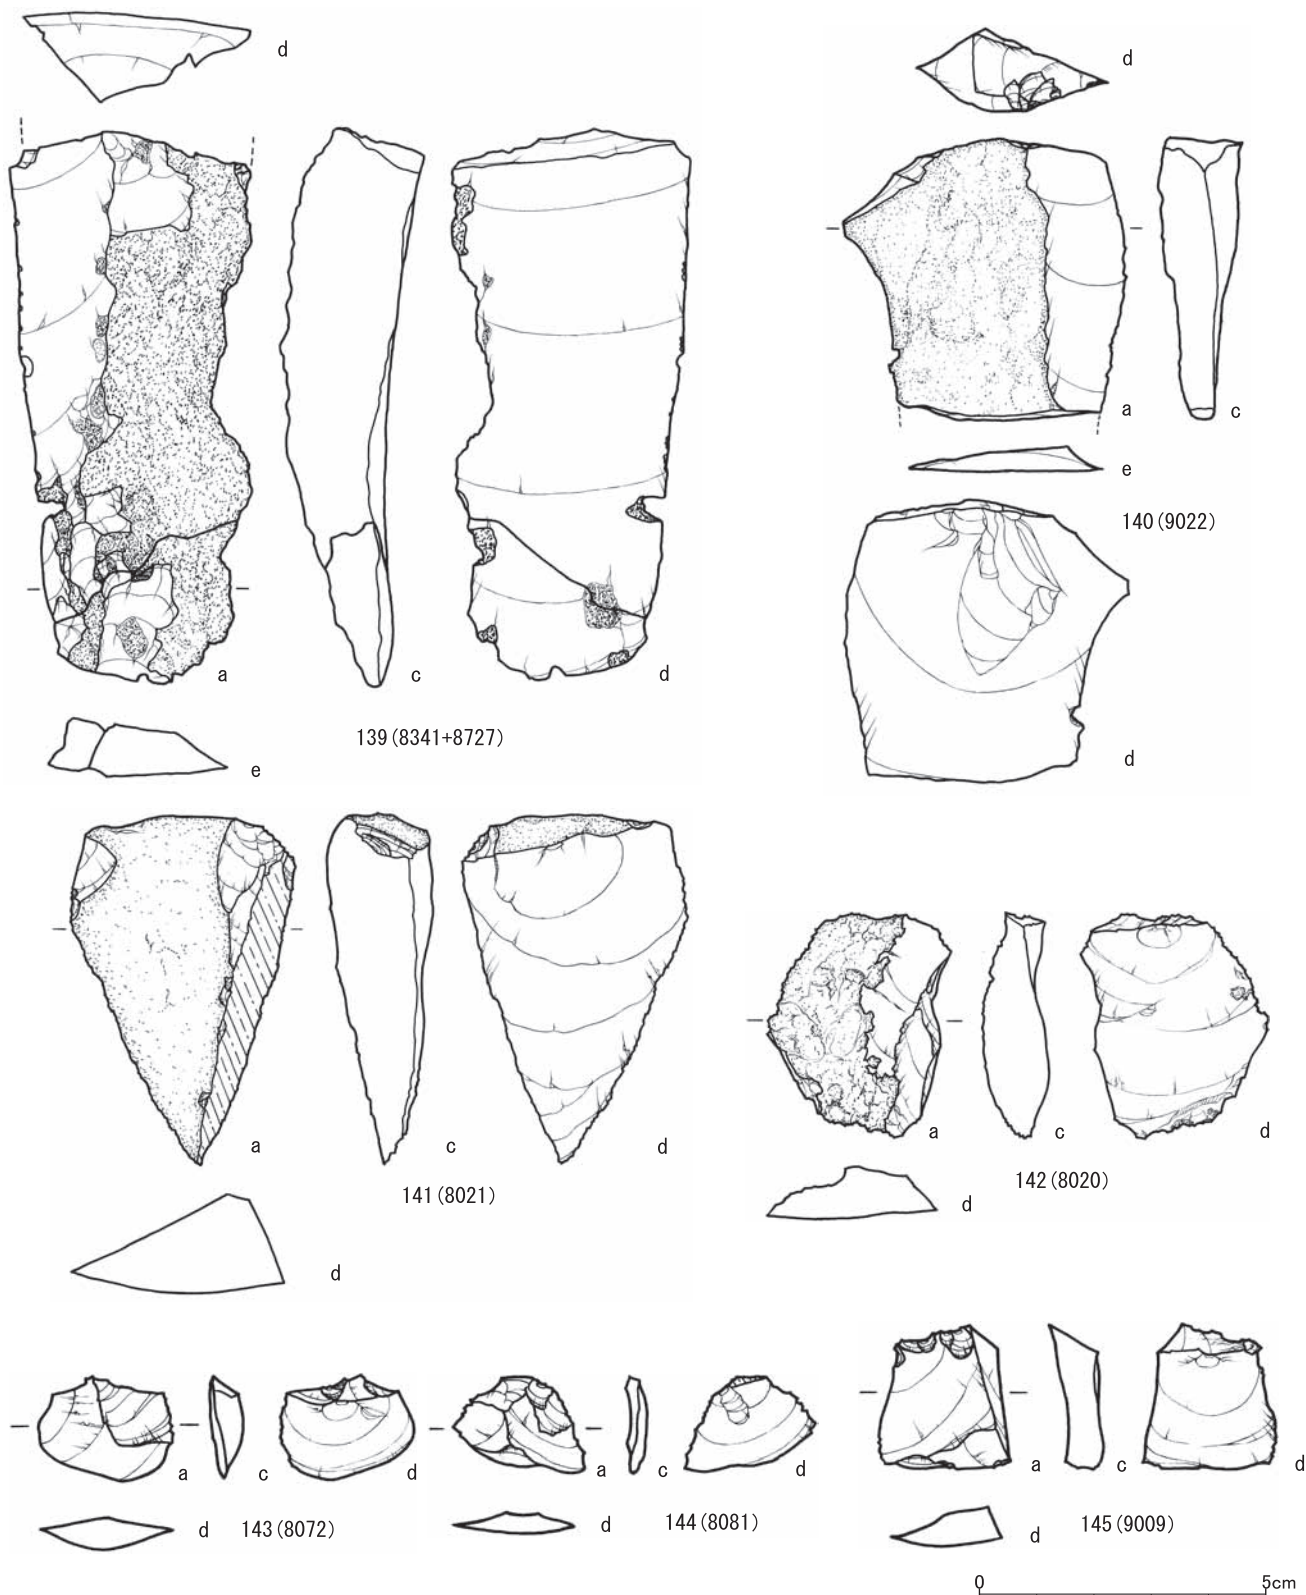 d
d
a c d
a c
e
140(9022)
139(8341+8727)
e
d
a c d
a c d
141(8021)
142(8020)
d
d
a c d
a c d
a c d
d 143(8072)
d 144(8081)
d 145(9009)
0 5cm